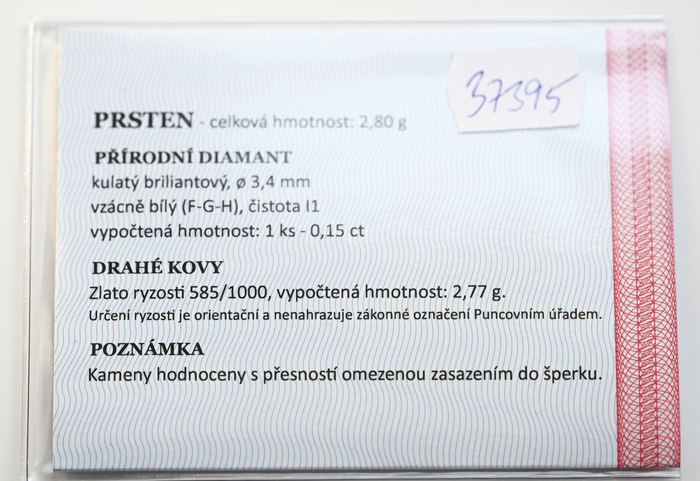 37395
PRSTEN - celková hmotnost: 2,80 g
PŘÍRODNÍ DIAMANT
kulatý briliantový, ø 3,4 mm
vzácně bílý (F-G-H), čistota I1
vypočtená hmotnost: 1 ks - 0,15 ct
DRAHÉ KOVY
Zlato ryzosti 585/1000, vypočtená hmotnost: 2,77 g.
Určení ryzosti je orientační a nenahrazuje zákonné označení Puncovním úřadem.
POZNÁMKA
Kameny hodnoceny s přesností omezenou zasazením do šperku.